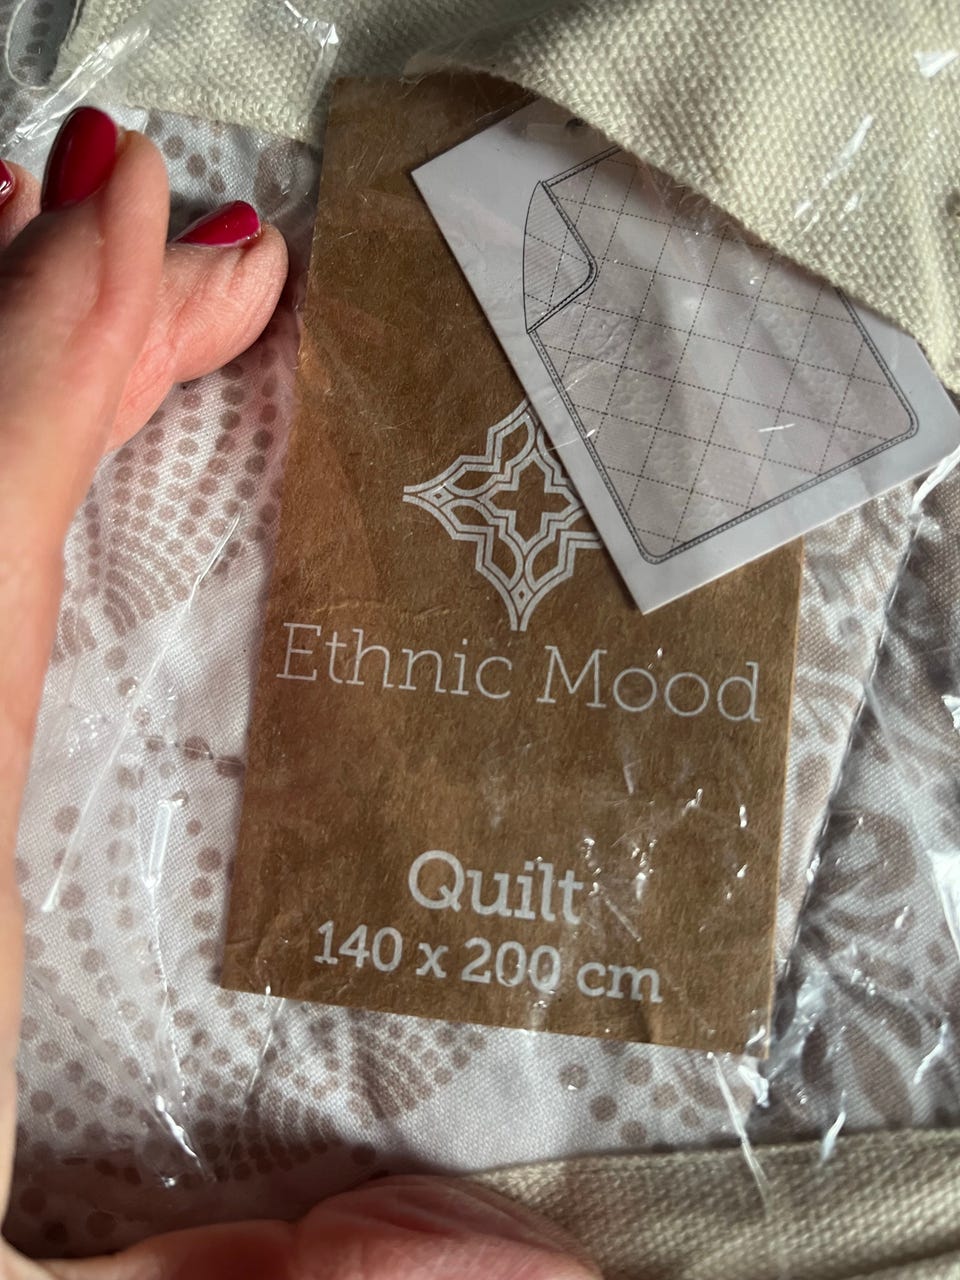 Ethnic Mood
Quilt
140 x 200 cm